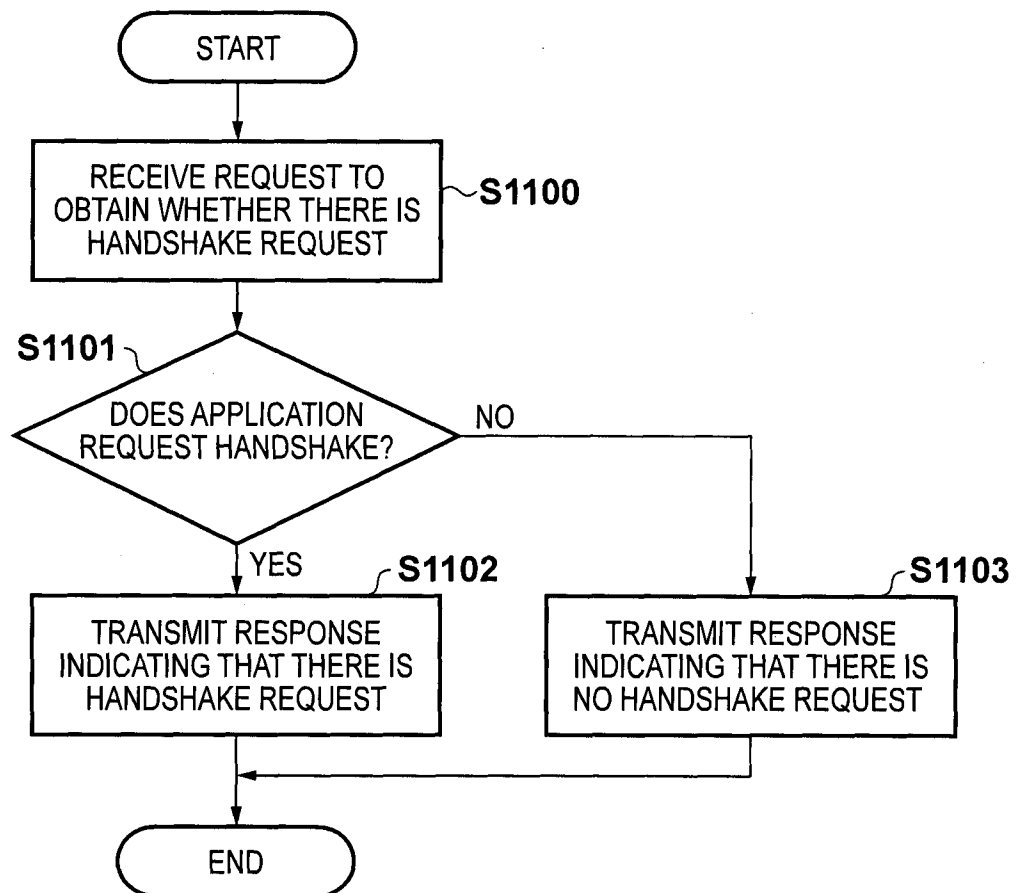 START
RECEIVE REQUEST TO
OBTAIN WHETHER THERE IS
HANDSHAKE REQUEST
S1100
S1101
DOES APPLICATION
REQUEST HANDSHAKE?
NO
YES
S1102
TRANSMIT RESPONSE
INDICATING THAT THERE IS
HANDSHAKE REQUEST
S1103
TRANSMIT RESPONSE
INDICATING THAT THERE IS
NO HANDSHAKE REQUEST
END